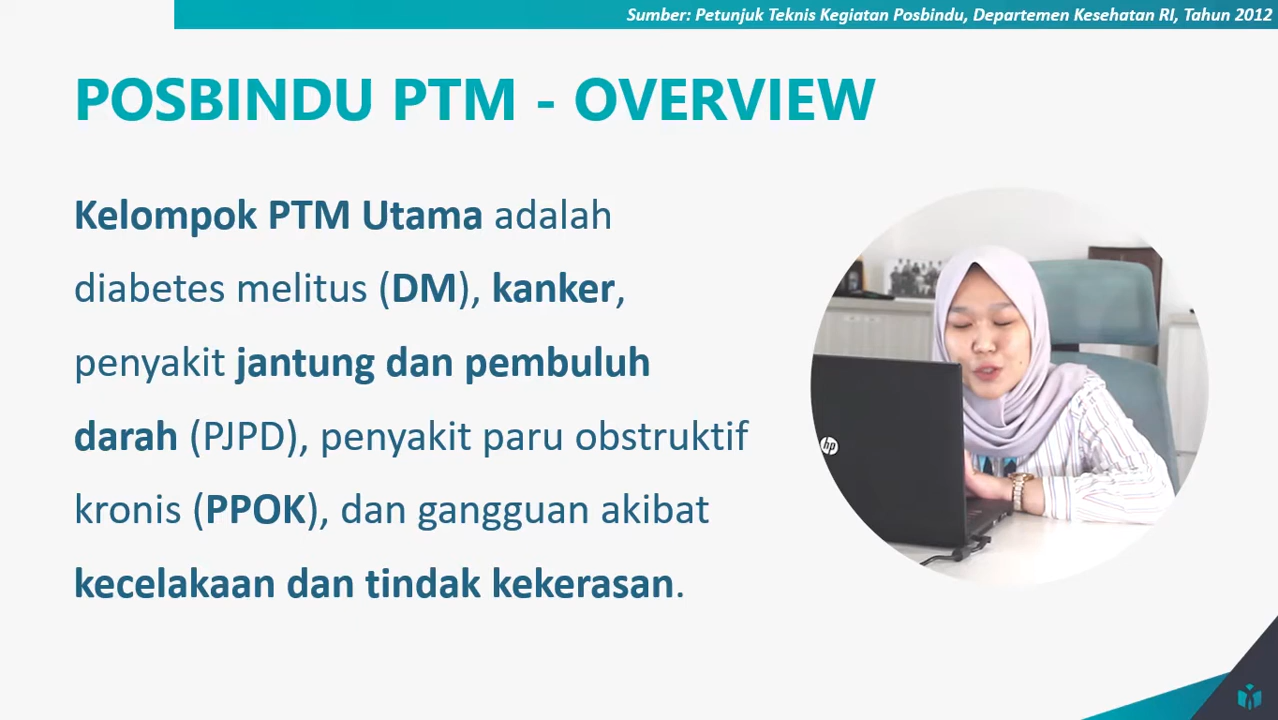 Sumber: Petunjuk Teknis Kegiatan Posbindu, Departemen Kesehatan RI, Tahun 2012
POSBINDU PTM - OVERVIEW
Kelompok PTM Utama adalah
diabetes melitus (DM), kanker,
penyakit jantung dan pembuluh
darah (PJPD), penyakit paru obstruktif
kronis (PPOK), dan gangguan akibat
kecelakaan dan tindak kekerasan.
hp